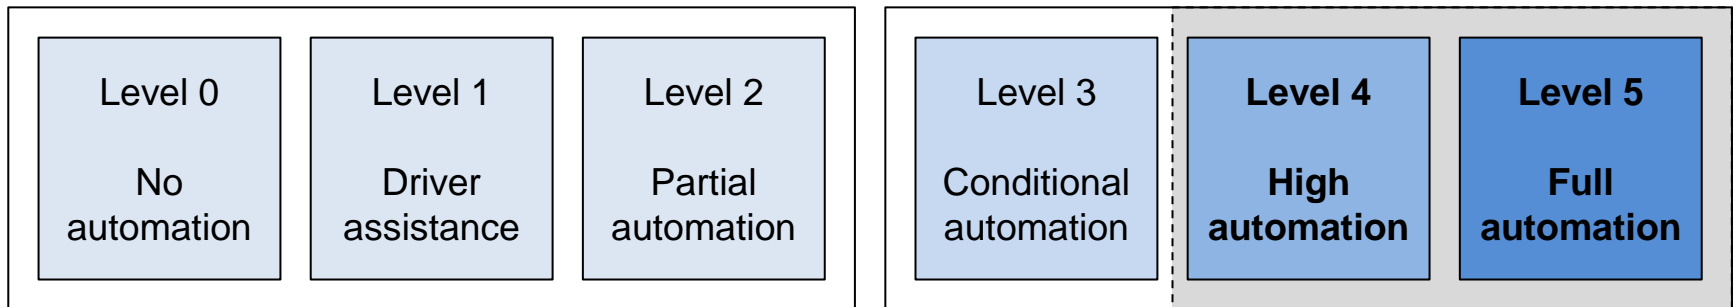 Level 0
No
automation
Level 1
Driver
assistance
Level 2
Partial
automation
Level 3
Conditional
automation
Level 4
High
automation
Level 5
Full
automation